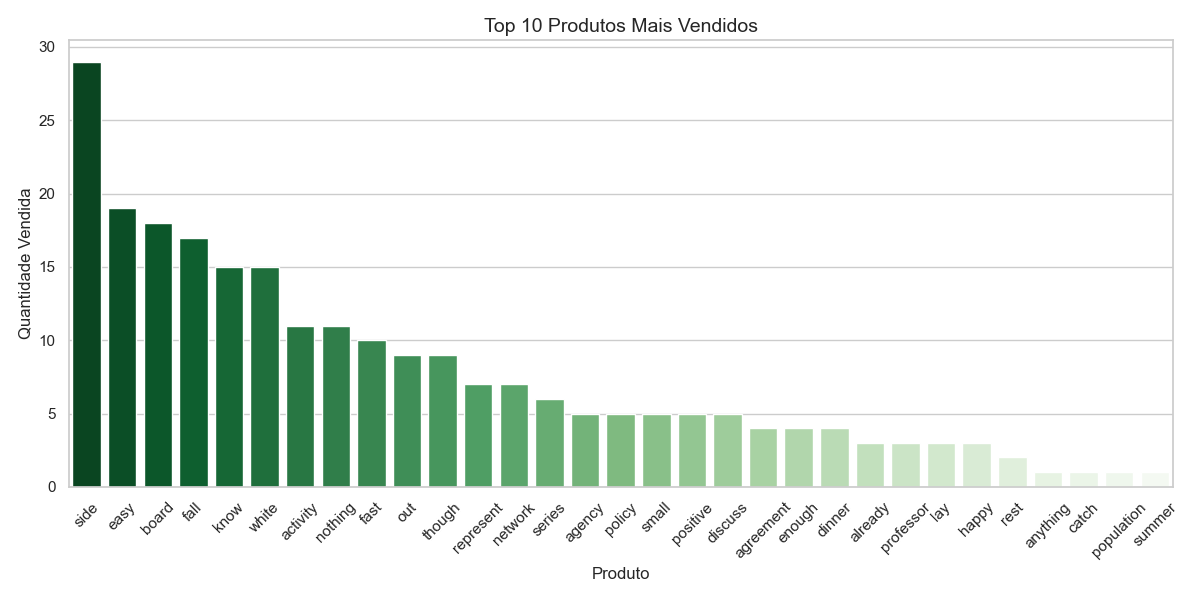 Top 10 Produtos Mais Vendidos
Quantidade Vendida
30
25
20
15
10
5
0
side
easy
board
fall
know
white
activity
nothing
fast
out
though
represent
network
series
agency
policy
small
positive
discuss
agreement
enough
dinner
already
professor
lay
happy
rest
anything
catch
population
summer
Produto